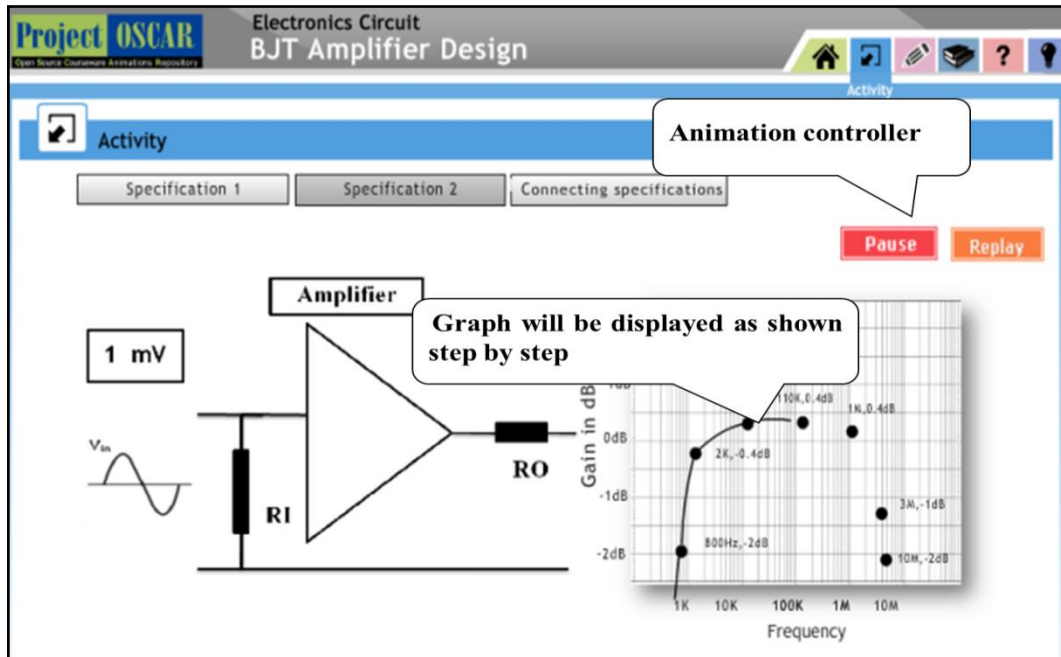 Project OSCAR
Open Source Courseware Animations Repository
Electronics Circuit
BJT Amplifier Design
?
Activity
Activity
Animation controller
Specification 1
Specification 2
Connecting specifications
Pause
Replay
Amplifier
Graph will be displayed as shown
step by step
1 mV
Vin
RI
RO
Gain in dB
0dB
-1dB
-2dB
110K,0.4dB
1M,0.4dB
2K,-0.4dB
3M,-1dB
800Hz,-2dB
10M,-2dB
1K 10K 100K 1M 10M
Frequency